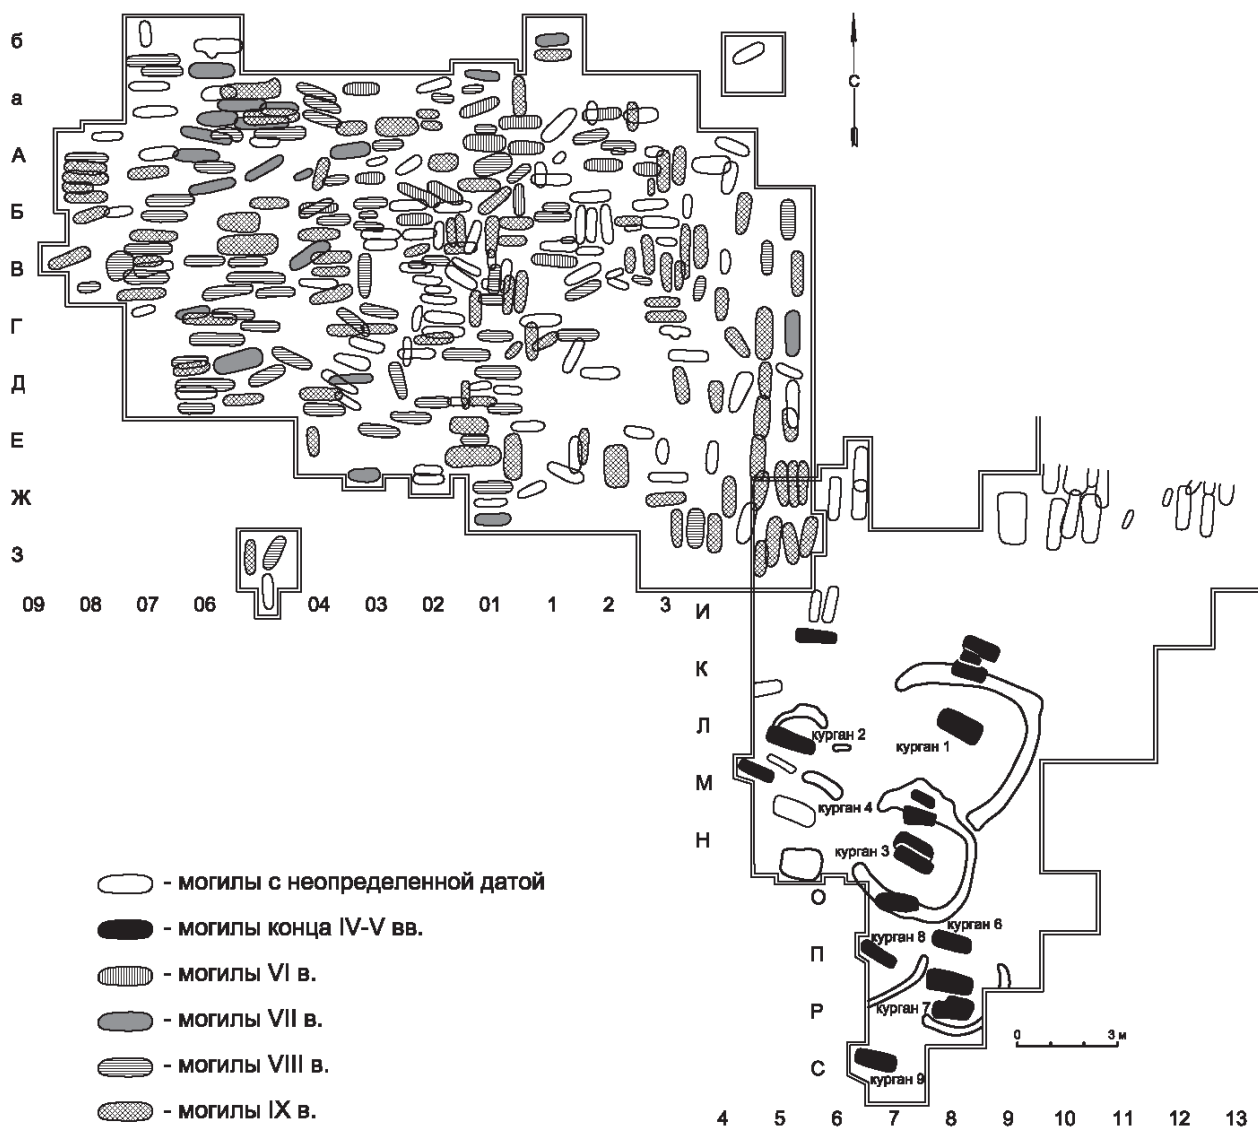 б
С
а
А
Б
В
Г
Д
Е
Ж
З
09 08 07 06 04 03 02 01 1 2 3
И
К
Л
курган 2
курган 1
М
курган 4
Н
курган 3
О
курган 6
курган 8
П
Р
курган 7
0 3 м
С
курган 9
4 5 6 7 8 9 10 11 12 13
- могилы с неопределенной датой
- могилы конца IV-V вв.
- могилы VI в.
- могилы VII в.
- могилы VIII в.
- могилы IX в.